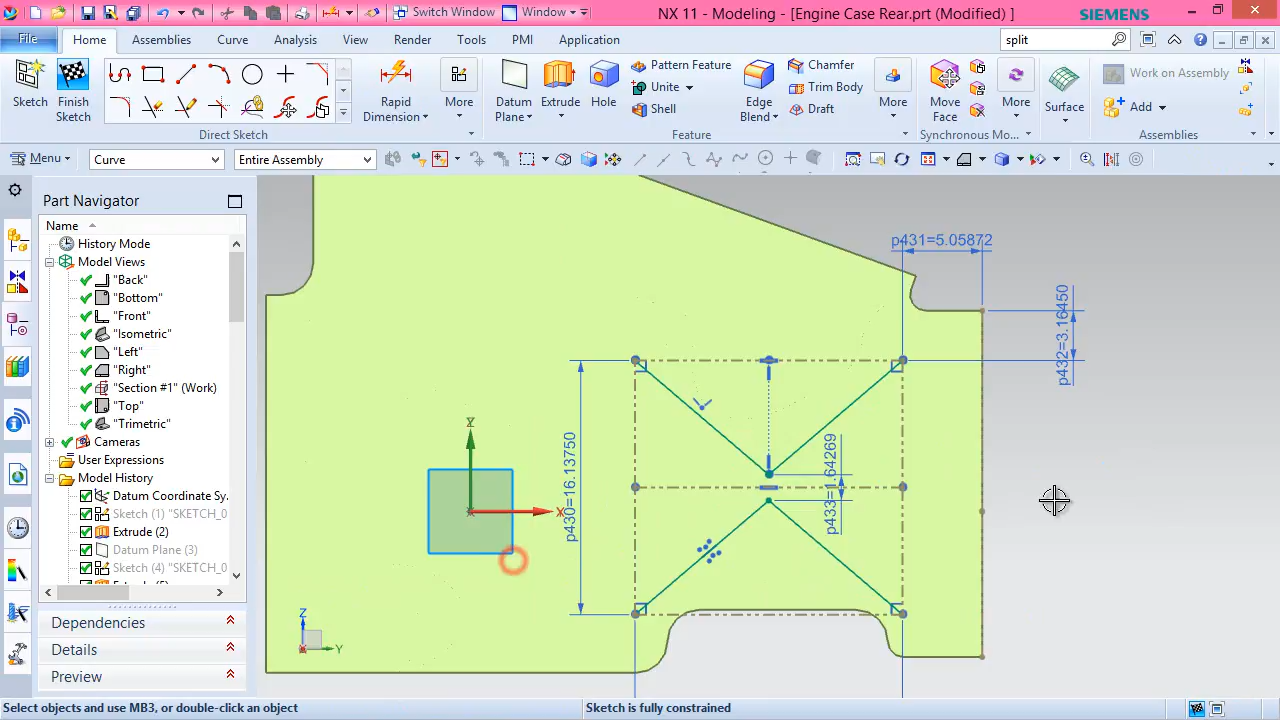 Switch Window
Window
NX 11 - Modeling - [Engine Case Rear.prt (Modified) ]
SIEMENS
File
Home
Assemblies
Curve
Analysis
View
Render
Tools
PMI
Application
split
Sketch
Finish Sketch
Rapid Dimension
More
Datum Plane
Extrude
Hole
Pattern Feature
Unite
Shell
Edge Blend
Chamfer
Trim Body
Draft
More
Move Face
More
Surface
Work on Assembly
Add
Direct Sketch
Feature
Synchronous Mo...
Assemblies
Menu
Curve
Entire Assembly
Part Navigator
Name
History Mode
Model Views
"Back"
"Bottom"
"Front"
"Isometric"
"Left"
"Right"
"Section #1" (Work)
"Top"
"Trimetric"
Cameras
User Expressions
Model History
Datum Coordinate Sy...
Sketch (1) "SKETCH_0
Extrude (2)
Datum Plane (3)
Sketch (4) "SKETCH_0
Dependencies
Details
Preview
p431=5.05872
p432=3.16450
p430=16.13750
p433=1.64269
Z
X
Z
Y
Select objects and use MB3, or double-click an object
Sketch is fully constrained